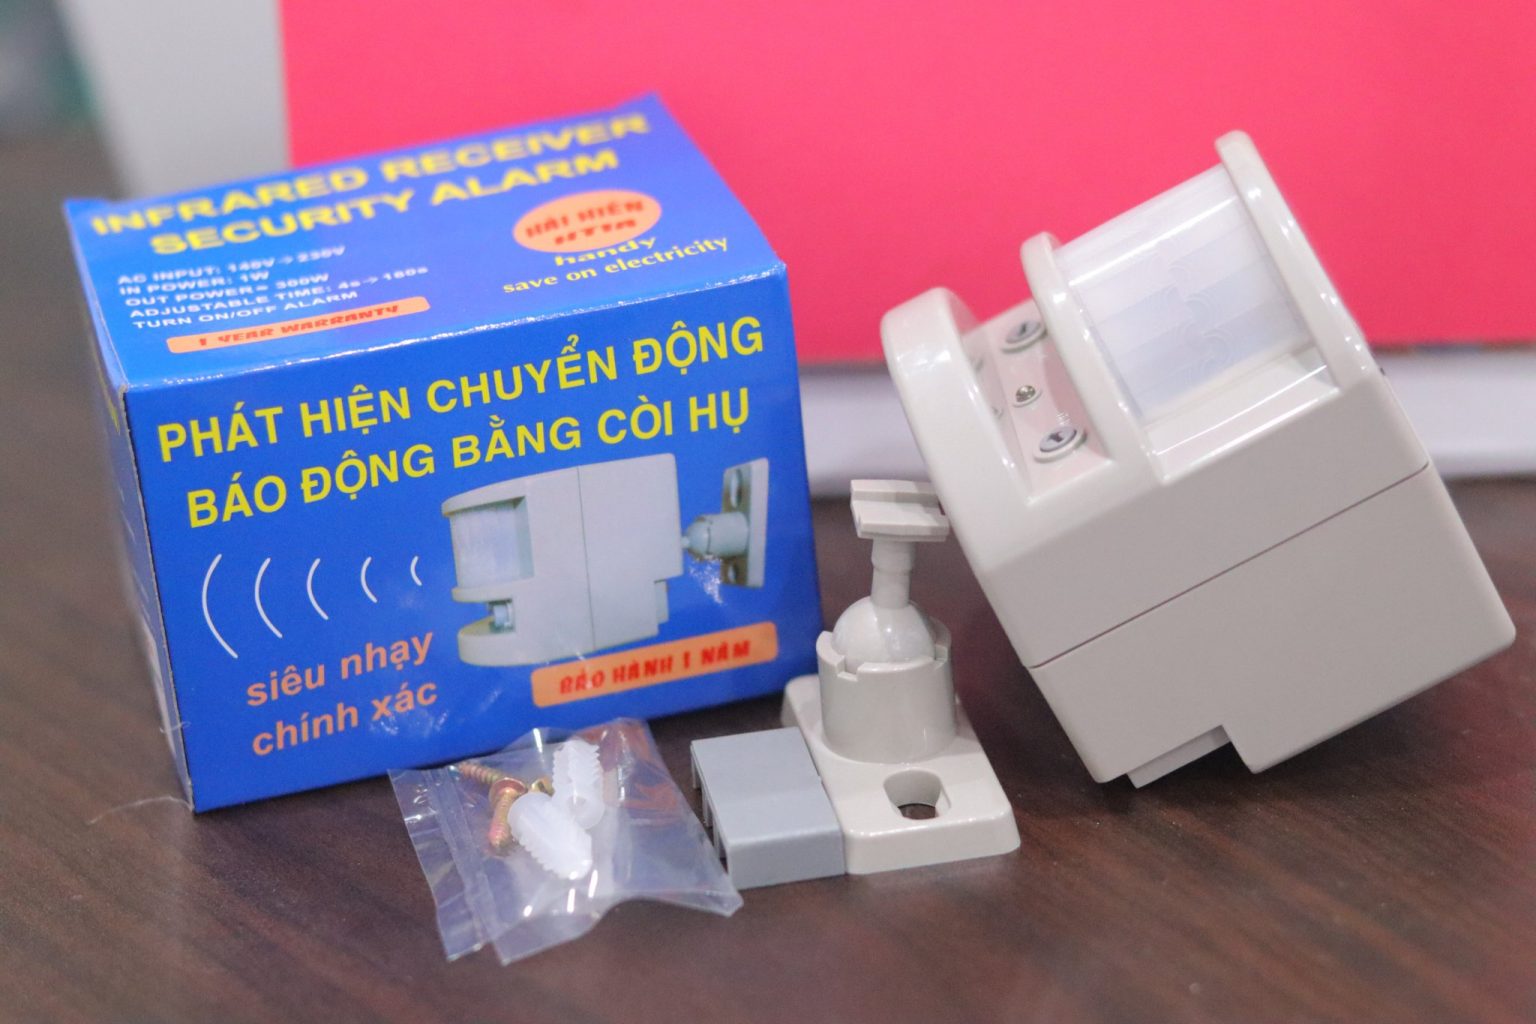 INFRARED RECEIVER
SECURITY ALARM
AC INPUT: 140V→230V
IN POWER: 1W
OUT POWER= 300W
ADJUSTABLE TIME: 4s→180s
TURN ON/OFF ALARM
1 YEAR WARRANTY
HẢI HIỀN
handy
save on electricity
PHÁT HIỆN CHUYỂN ĐỘNG
BÁO ĐỘNG BẰNG CÒI HỤ
siêu nhạy
chính xác
BẢO HÀNH 1 NĂM